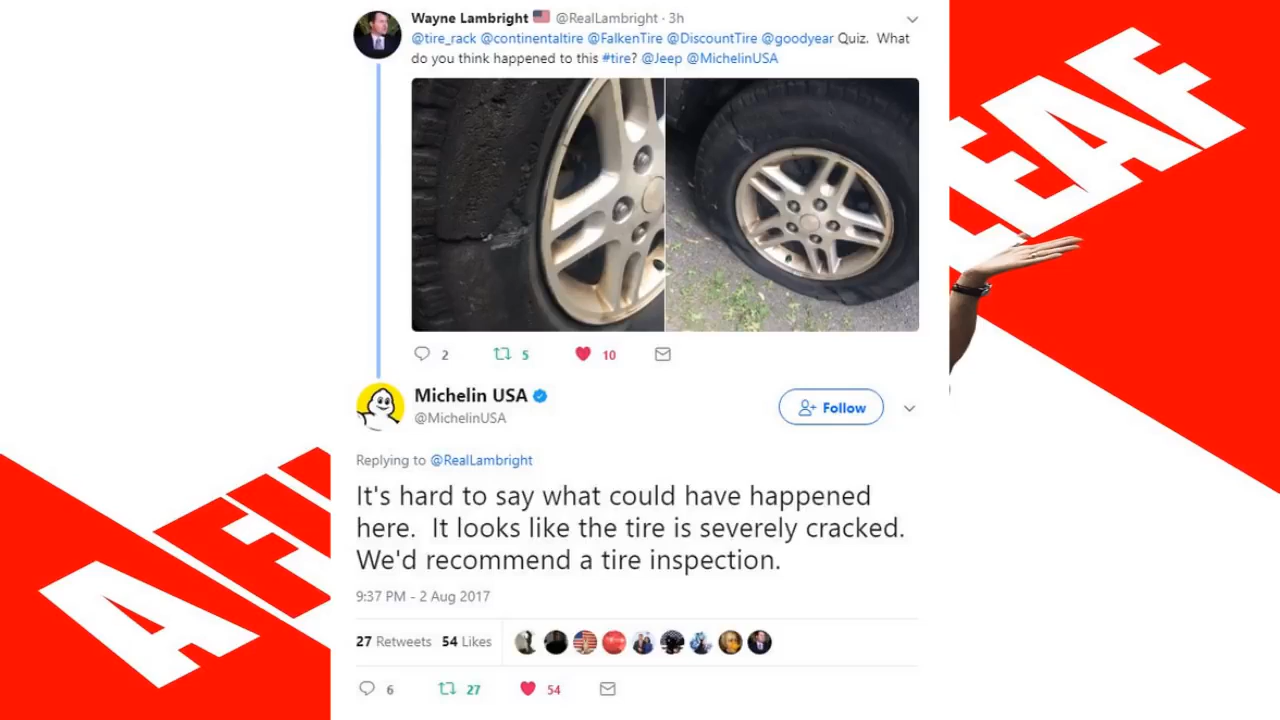 Wayne Lambright @RealLambright · 3h
@tire_rack @continentaltire @FalkenTire @DiscountTire @goodyear Quiz. What
do you think happened to this #tire? @Jeep @MichelinUSA
2 5 10
Michelin USA
@MichelinUSA
Follow
Replying to @RealLambright
It's hard to say what could have happened
here. It looks like the tire is severely cracked.
We'd recommend a tire inspection.
9:37 PM - 2 Aug 2017
27 Retweets 54 Likes
6 27 54